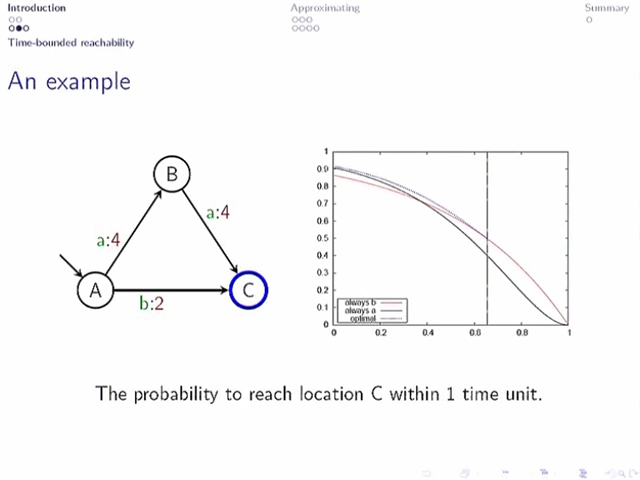 Introduction
Approximating
Summary
Time-bounded reachability
An example
B
a:4
a:4
A
C
b:2
1
0.9
0.8
0.7
0.6
0.5
0.4
0.3
0.2
0.1
0
always b
always a
optimal
0 0.2 0.4 0.6 0.8 1
The probability to reach location C within 1 time unit.